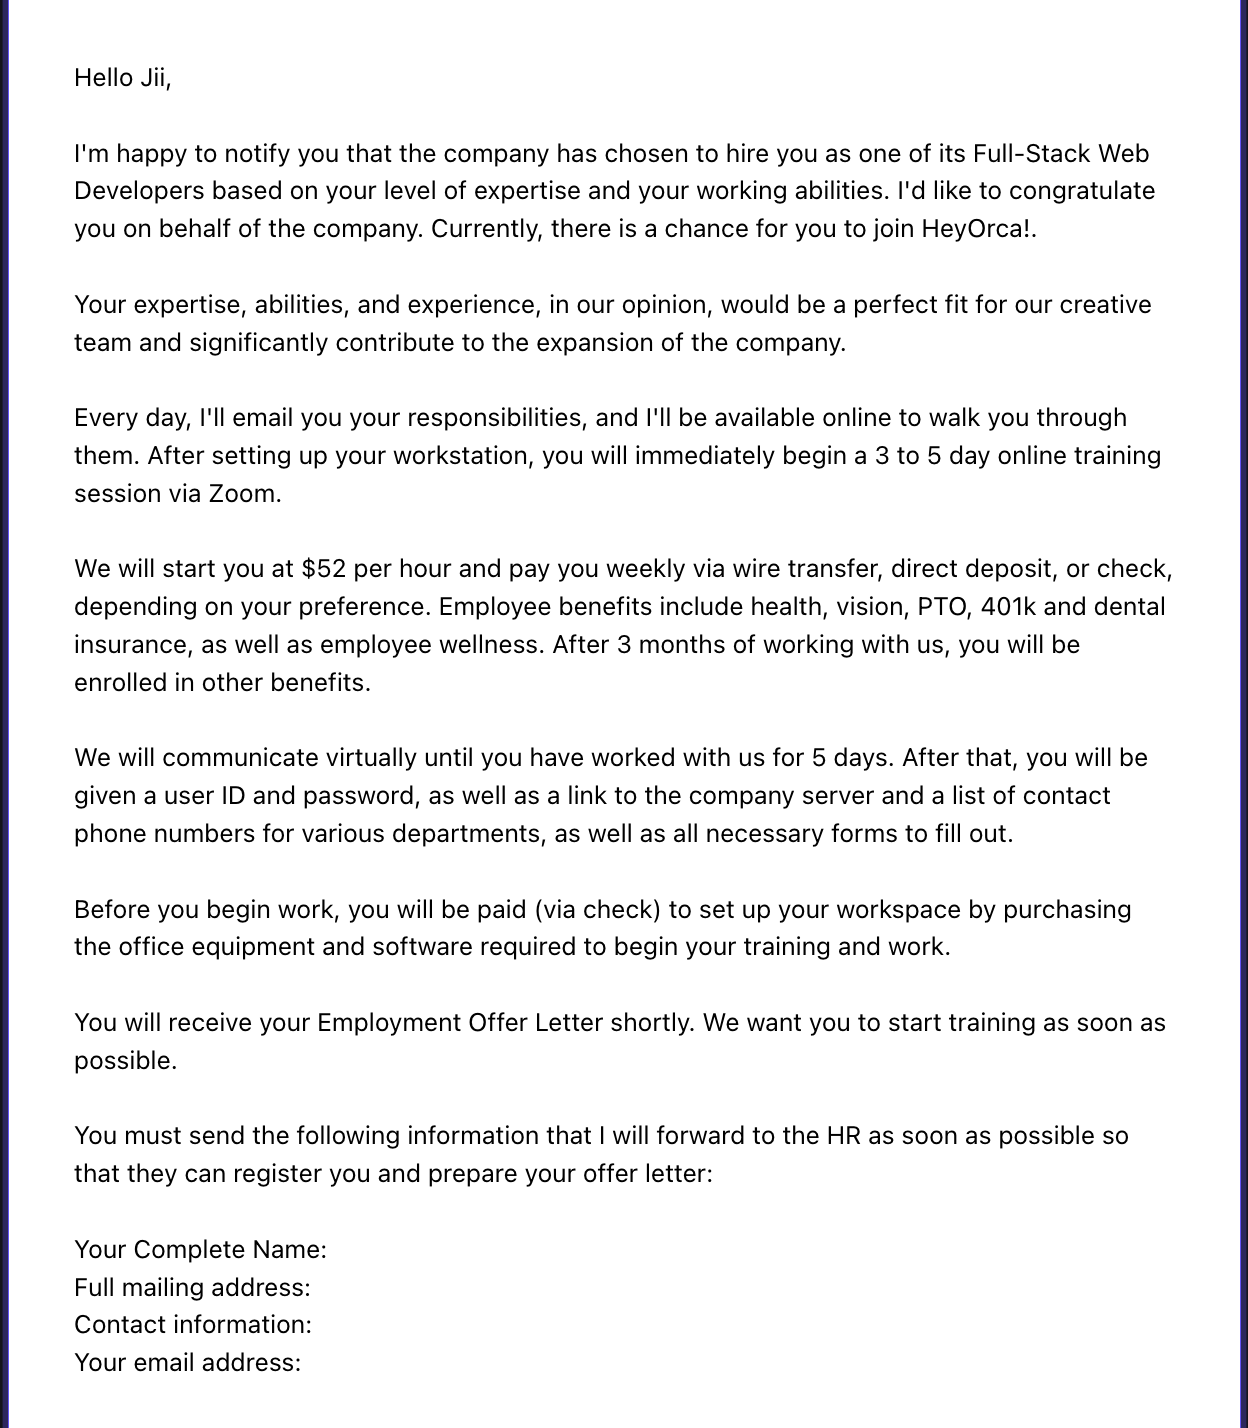 Hello Jii,
I'm happy to notify you that the company has chosen to hire you as one of its Full-Stack Web
Developers based on your level of expertise and your working abilities. I'd like to congratulate
you on behalf of the company. Currently, there is a chance for you to join HeyOrca!.
Your expertise, abilities, and experience, in our opinion, would be a perfect fit for our creative
team and significantly contribute to the expansion of the company.
Every day, I'll email you your responsibilities, and I'll be available online to walk you through
them. After setting up your workstation, you will immediately begin a 3 to 5 day online training
session via Zoom.
We will start you at $52 per hour and pay you weekly via wire transfer, direct deposit, or check,
depending on your preference. Employee benefits include health, vision, PTO, 401k and dental
insurance, as well as employee wellness. After 3 months of working with us, you will be
enrolled in other benefits.
We will communicate virtually until you have worked with us for 5 days. After that, you will be
given a user ID and password, as well as a link to the company server and a list of contact
phone numbers for various departments, as well as all necessary forms to fill out.
Before you begin work, you will be paid (via check) to set up your workspace by purchasing
the office equipment and software required to begin your training and work.
You will receive your Employment Offer Letter shortly. We want you to start training as soon as
possible.
You must send the following information that I will forward to the HR as soon as possible so
that they can register you and prepare your offer letter:
Your Complete Name:
Full mailing address:
Contact information:
Your email address: